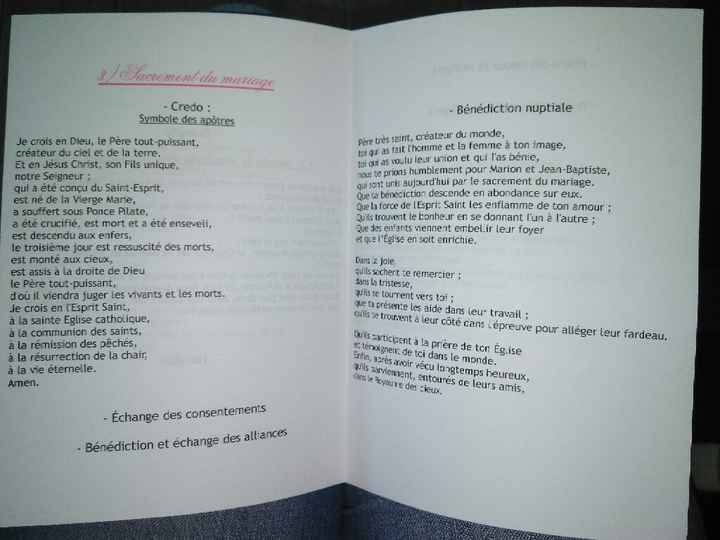 3/ Sacrement du mariage
- Credo :
Symbole des apôtres
Je crois en Dieu, le Père tout-puissant,
créateur du ciel et de la terre.
Et en Jésus Christ, son Fils unique,
notre Seigneur ;
qui a été conçu du Saint-Esprit,
est né de la Vierge Marie,
a souffert sous Ponce Pilate,
a été crucifié, est mort et a été enseveli,
est descendu aux enfers,
le troisième jour est ressuscité des morts,
est monté aux cieux,
est assis à la droite de Dieu
le Père tout-puissant,
d'où il viendra juger les vivants et les morts.
Je crois en l'Esprit Saint,
à la sainte Eglise catholique,
à la communion des saints,
à la rémission des péchés,
à la résurrection de la chair,
à la vie éternelle.
Amen.
- Échange des consentements
- Bénédiction et échange des alliances
- Bénédiction nuptiale
Père très saint, créateur du monde,
toi qui as fait l'homme et la femme à ton image,
toi qui as voulu leur union et qui l'as bénie,
nous te prions humblement pour Marion et Jean-Baptiste,
qui sont unis aujourd'hui par le sacrement du mariage.
Que ta bénédiction descende en abondance sur eux.
Que la force de l'Esprit Saint les enflamme de ton amour ;
Qu'ils trouvent le bonheur en se donnant l'un à l'autre ;
Que des enfants viennent embellir leur foyer
et que l'Église en soit enrichie.
Dans la joie,
qu'ils sachent te remercier ;
dans la tristesse,
qu'ils se tournent vers toi ;
que ta présence les aide dans leur travail ;
qu'ils te trouvent à leur côté dans l'épreuve pour alléger leur fardeau.
Qu'ils participent à la prière de ton Église
et témoignent de toi dans le monde.
Enfin, après avoir vécu longtemps heureux,
qu'ils parviennent, entourés de leurs amis,
dans le Royaume des cieux.